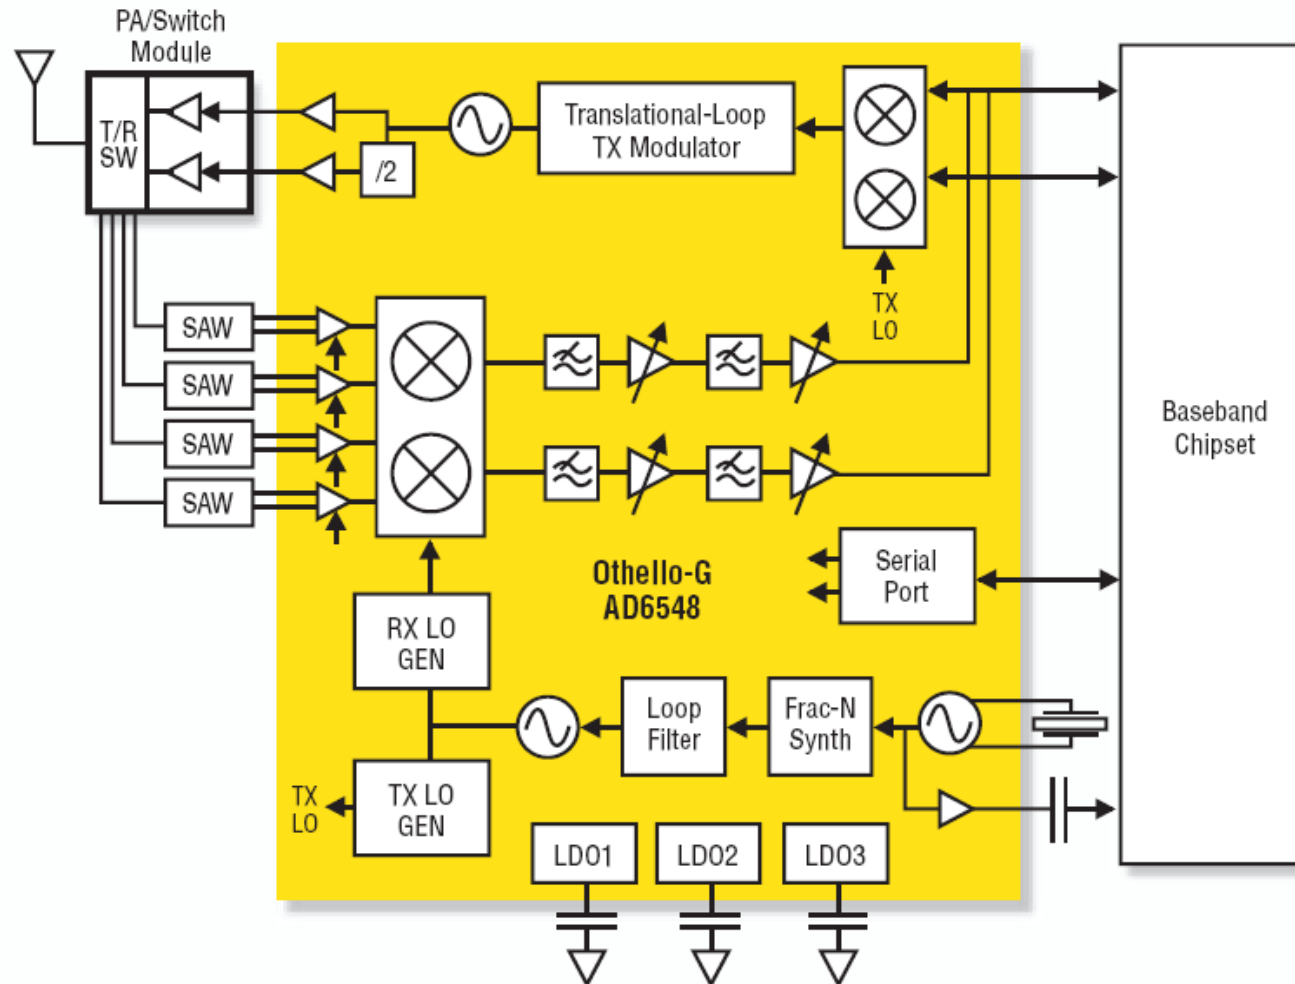 PA/Switch
Module
T/R
SW
Translational-Loop
TX Modulator
/2
TX
LO
SAW
SAW
SAW
SAW
Baseband
Chipset
Othello-G
AD6548
Serial
Port
RX LO
GEN
Loop
Filter
Frac-N
Synth
TX
LO
TX LO
GEN
LDO1
LDO2
LDO3